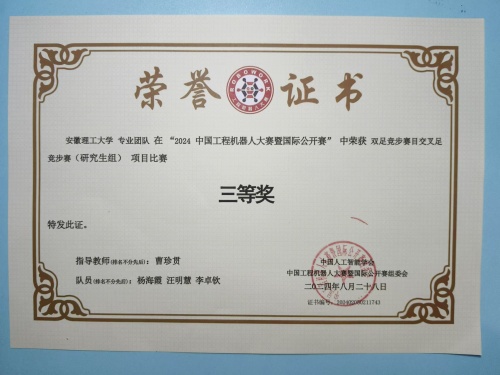 荣誉证书
安徽理工大学 专业团队 在 “2024 中国工程机器人大赛暨国际公开赛” 中荣获 双足竞步赛目交叉足
竞步赛（研究生组） 项目比赛
三等奖
特发此证。
指导教师(排名不分先后)：曹珍贯
队员(排名不分先后)：杨海霞 汪明慧 李卓钦
中国人工智能学会
中国工程机器人大赛暨国际公开赛组委会
二〇二四年八月二十八日
证书编号：